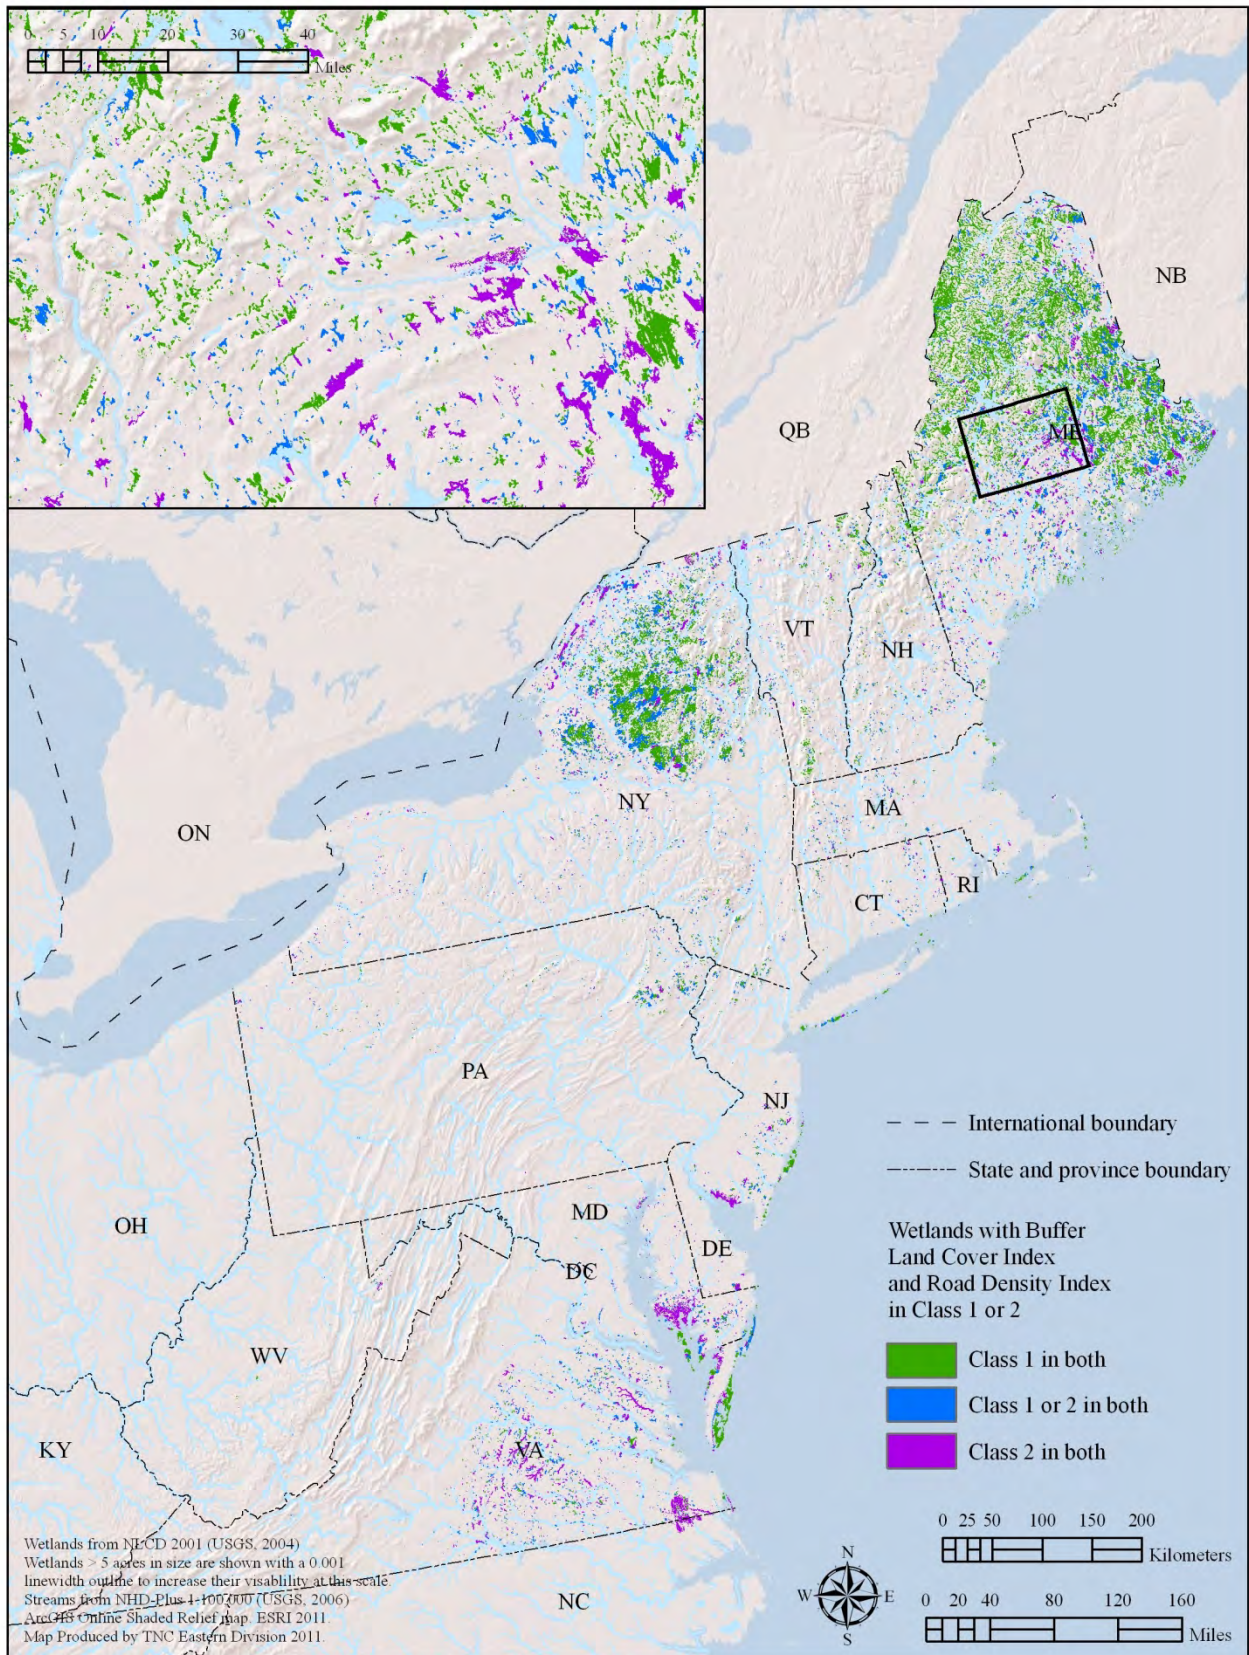 0 5 10 20 30 40
Miles
NB
QB
ME
VT
NH
NY
MA
ON
CT
RI
PA
NJ
International boundary
State and province boundary
OH
MD
DE
DC
Wetlands with Buffer
Land Cover Index
and Road Density Index
in Class 1 or 2
WV
Class 1 in both
Class 1 or 2 in both
KY
VA
Class 2 in both
0 25 50 100 150 200
Kilometers
Wetlands from NLCD 2001 (USGS, 2004)
Wetlands > 5 acres in size are shown with a 0.001
linewidth outline to increase their visablility at this scale.
Streams from NHD-Plus 1-100,000 (USGS, 2006)
ArcGIS Online Shaded Relief map. ESRI 2011.
Map Produced by TNC Eastern Division 2011.
NC
N
W E
S
0 20 40 80 120 160
Miles